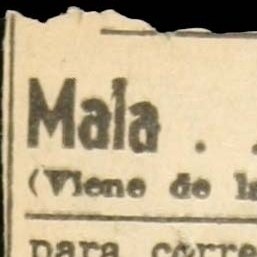 Mala . .
(Viene de la
para corre